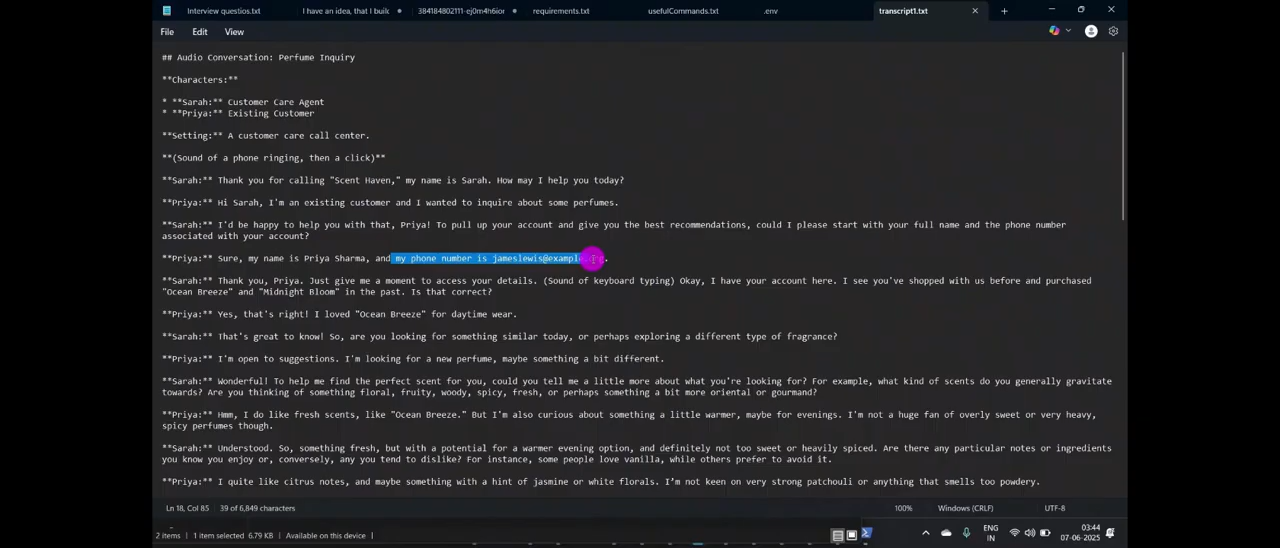 Interview questios.txt
I have an idea, that I buil
384184802111-ej0m4h6ior
requirements.txt
usefulCommands.txt
.env
transcript1.txt
File Edit View
## Audio Conversation: Perfume Inquiry
**Characters:**
* **Sarah:** Customer Care Agent
* **Priya:** Existing Customer
**Setting:** A customer care call center.
**(Sound of a phone ringing, then a click)**
**Sarah:** Thank you for calling "Scent Haven," my name is Sarah. How may I help you today?
**Priya:** Hi Sarah, I'm an existing customer and I wanted to inquire about some perfumes.
**Sarah:** I'd be happy to help you with that, Priya! To pull up your account and give you the best recommendations, could I please start with your full name and the phone number
associated with your account?
**Priya:** Sure, my name is Priya Sharma, and my phone number is
**Sarah:** Thank you, Priya. Just give me a moment to access your details. (Sound of keyboard typing) Okay, I have your account here. I see you've shopped with us before and purchased
"Ocean Breeze" and "Midnight Bloom" in the past. Is that correct?
**Priya:** Yes, that's right! I loved "Ocean Breeze" for daytime wear.
**Sarah:** That's great to know! So, are you looking for something similar today, or perhaps exploring a different type of fragrance?
**Priya:** I'm open to suggestions. I'm looking for a new perfume, maybe something a bit different.
**Sarah:** Wonderful! To help me find the perfect scent for you, could you tell me a little more about what you're looking for? For example, what kind of scents do you generally gravitate
towards? Are you thinking of something floral, fruity, woody, spicy, fresh, or perhaps something a bit more oriental or gourmand?
**Priya:** Hmm, I do like fresh scents, like "Ocean Breeze." But I'm also curious about something a little warmer, maybe for evenings. I'm not a huge fan of overly sweet or very heavy,
spicy perfumes though.
**Sarah:** Understood. So, something fresh, but with a potential for a warmer evening option, and definitely not too sweet or heavily spiced. Are there any particular notes or ingredients
you know you enjoy or, conversely, any you tend to dislike? For instance, some people love vanilla, while others prefer to avoid it.
**Priya:** I quite like citrus notes, and maybe something with a hint of jasmine or white florals. I'm not keen on very strong patchouli or anything that smells too powdery.
Ln 18, Col 85 39 of 6,849 characters 100% Windows (CRLF) UTF-8
2 items 1 item selected 6.79 KB Available on this device
ENG
IN
03:44
07-06-2025